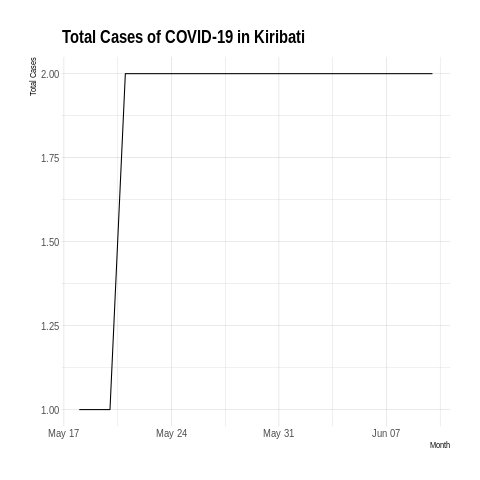 Total Cases of COVID-19 in Kiribati
Total Cases
2.00
1.75
1.50
1.25
1.00
May 17 May 24 May 31 Jun 07
Month